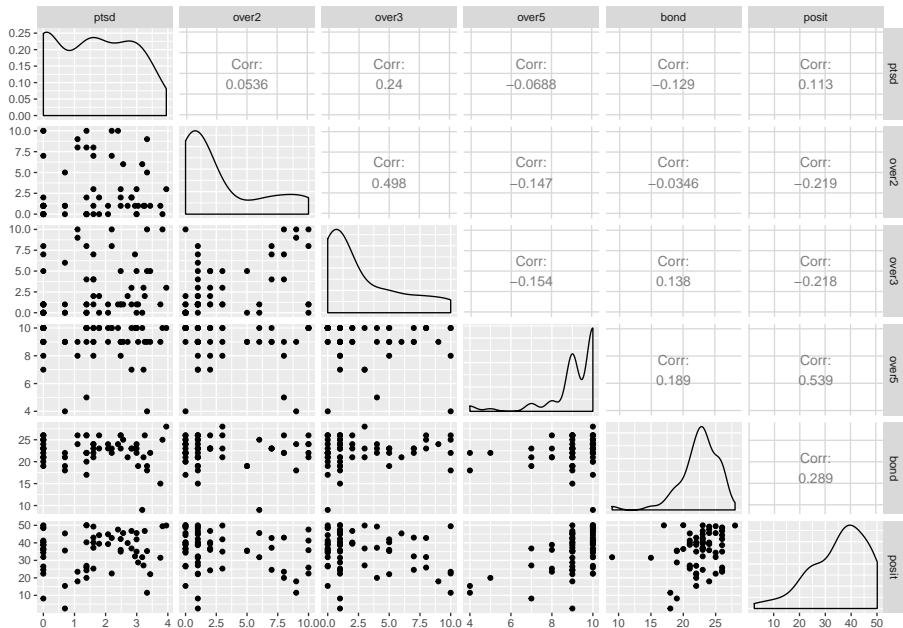 ptsd over2 over3 over5 bond posit
0.25
0.20
0.15
0.10
0.05
0.00
Corr:
0.0536
Corr:
0.24
Corr:
−0.0688
Corr:
−0.129
Corr:
0.113
ptsd
10.0
7.5
5.0
2.5
0.0
Corr:
0.498
Corr:
−0.147
Corr:
−0.0346
Corr:
−0.219
over2
10.0
7.5
5.0
2.5
0.0
Corr:
−0.154
Corr:
0.138
Corr:
−0.218
over3
10
8
6
4
Corr:
0.189
Corr:
0.539
over5
25
20
15
10
Corr:
0.289
bond
50
40
30
20
10
posit
0 1 2 3 4 0.0 2.5 5.0 7.5 10.0 0.0 2.5 5.0 7.5 10.0 4 6 8 10 10 15 20 25 10 20 30 40 50